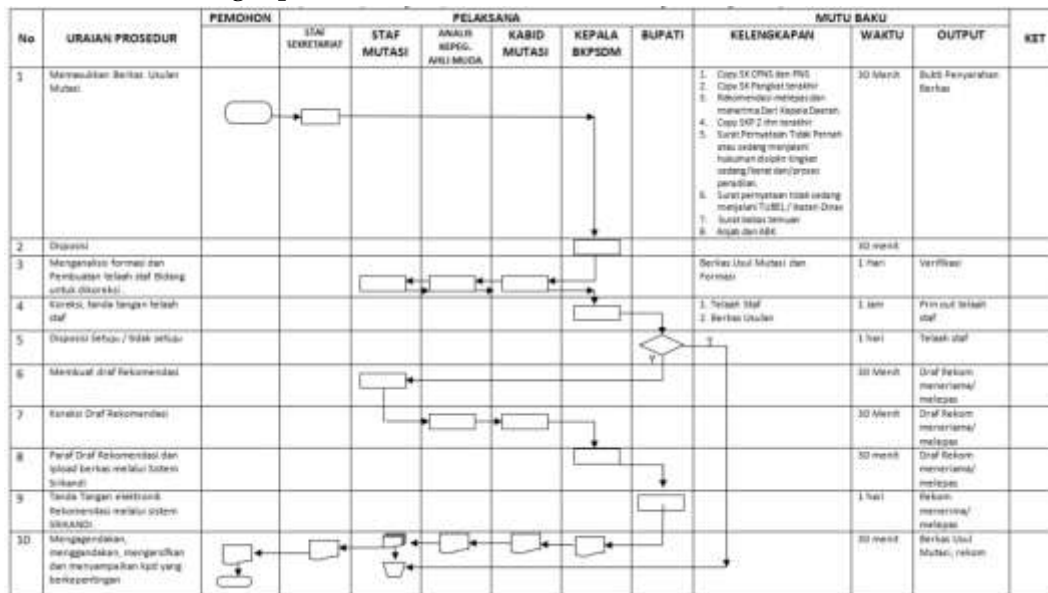 PEMOHON PELAKSANA MUTU BAKU
No URAIAN PROSEDUR STAF SEKRETARIAT STAF MUTASI ANALIS KEPEG. AHLI MUDA KABID MUTASI KEPALA BKPSDM BUPATI KELENGKAPAN WAKTU OUTPUT KET
1 Memasukkan Berkas Usulan Mutasi
1. Copy SK CPNS dan PNS
2. Copy SK Pangkat terakhir
3. Rekomendasi melepas dan
menerima Dari Kepala Daerah
4. Copy SKP 2 thn terakhir
5. Surat Pernyataan Tidak Pernah
atau sedang menjalani
hukuman disiplin tingkat
sedang/berat dan/proses
peradilan.
6. Surat pernyataan tidak sedang
menjalani TUBEL / Ikatan Dinas
7. Surat bebas temuan
8. Anjab dan ABK
30 Menit
Bukti Penyerahan
Berkas
2 Disposisi 30 menit
3 Menganalisis formasi dan
Pembuatan telaah staf Bidang
untuk dikoreksi
Berkas Usul Mutasi dan
Formasi
1 Hari Verifikasi
4 Koreksi, tanda tangan telaah
staf
1. Telaah Staf
2. Berkas Usulan
1 Jam
Prin out telaah
staf
5 Disposisi Setuju / tidak setuju T Y 1 hari Telaah staf
6 Membuat draf Rekomendasi 30 Menit
Draf Rekom
meneriama/
melepas
7 Koreksi Draf Rekomendasi 30 Menit
Draf Rekom
meneriama/
melepas
8 Paraf Draf Rekomendasi dan
upload berkas melalui Sistem
Srikandi
30 menit
Draf Rekom
meneriama/
melepas
9 Tanda Tangan elektronik
Rekomendasi melalui sistem
SRIKANDI
1 hari
Rekom
menerima/
melepas
10 Mengagendakan,
menggandakan, mengarsifkan
dan menyampaikan kpd yang
berkepentingan
30 menit
Berkas Usul
Mutasi, rekom